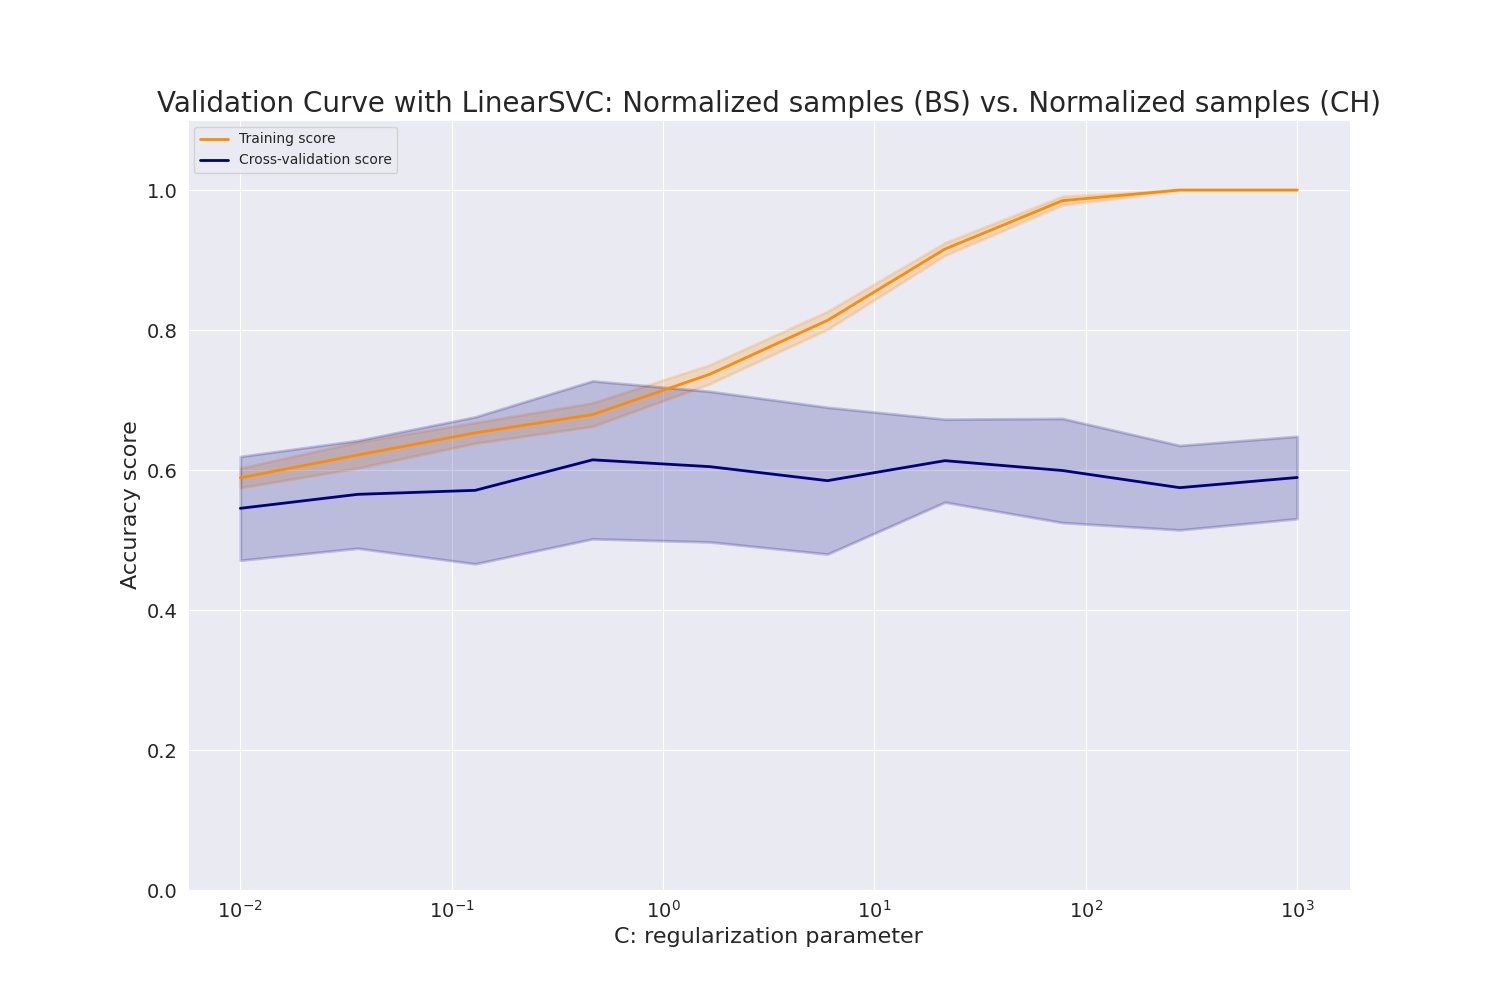 Validation Curve with LinearSVC: Normalized samples (BS) vs. Normalized samples (CH)
Training score
Cross-validation score
1.0
0.8
0.6
0.4
0.2
0.0
Accuracy score
10⁻² 10⁻¹ 10⁰ 10¹ 10² 10³
C: regularization parameter